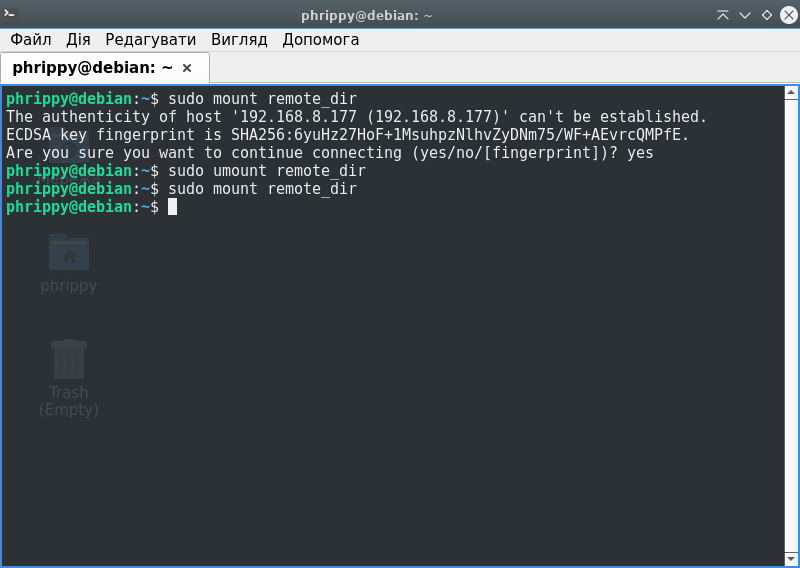 phrippy@debian: ~
Файл Дія Редагувати Вигляд Допомога
phrippy@debian: ~
phrippy@debian:~$ sudo mount remote_dir
The authenticity of host '192.168.8.177 (192.168.8.177)' can't be established.
ECDSA key fingerprint is SHA256:6yuHz27HoF+1MsuhpzNlhvZyDNm75/WF+AEvrcQMPfE.
Are you sure you want to continue connecting (yes/no/[fingerprint])? yes
phrippy@debian:~$ sudo umount remote_dir
phrippy@debian:~$ sudo mount remote_dir
phrippy@debian:~$
phrippy
Trash
(Empty)